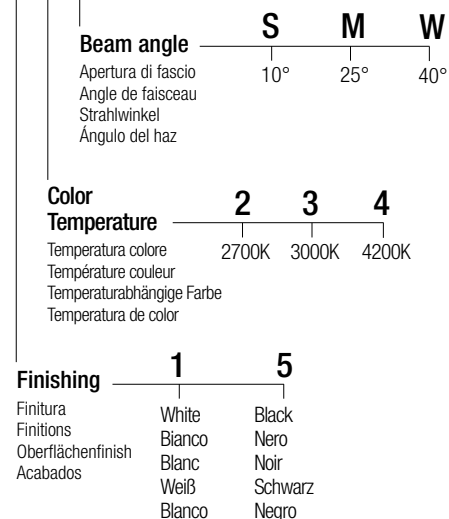 Beam angle S M W
Apertura di fascio 10° 25° 40°
Angle de faisceau
Strahlwinkel
Ángulo del haz
Color
Temperature 2 3 4
Temperatura colore 2700K 3000K 4200K
Température couleur
Temperaturabhängige Farbe
Temperatura de color
Finishing 1 5
Finitura White Black
Finitions Bianco Nero
Oberflächenfinish Blanc Noir
Acabados Weiß Schwarz
Blanco Negro